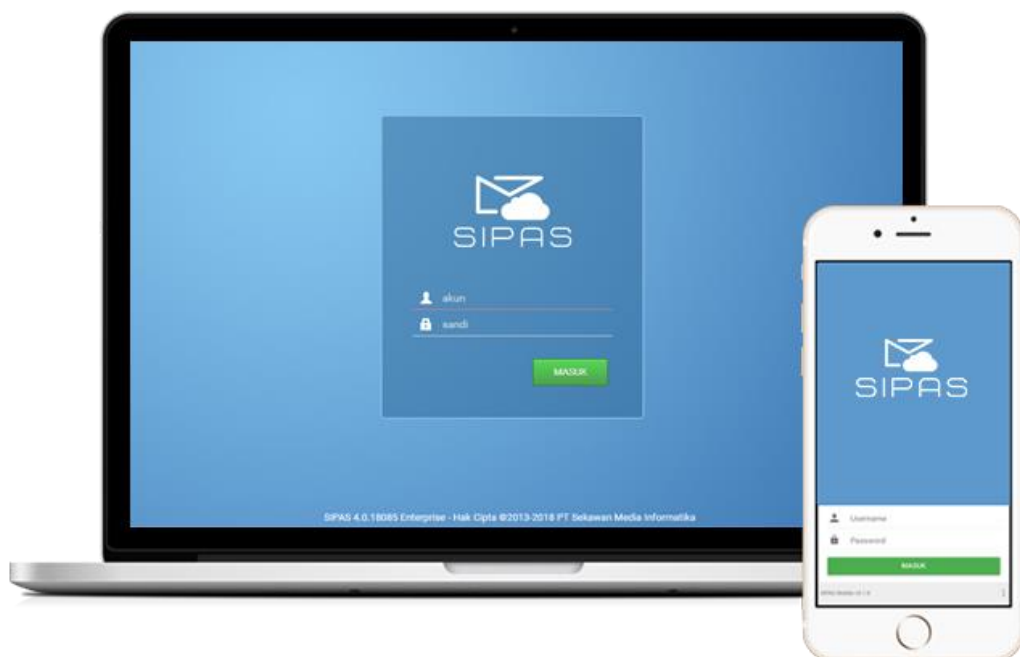 SIPAS
akun
sandi
MASUK
SIPAS 4.0.18085 Enterprise - Hak Cipta ©2013-2018 PT Sekawan Media Informatika
SIPAS
Username
Password
MASUK